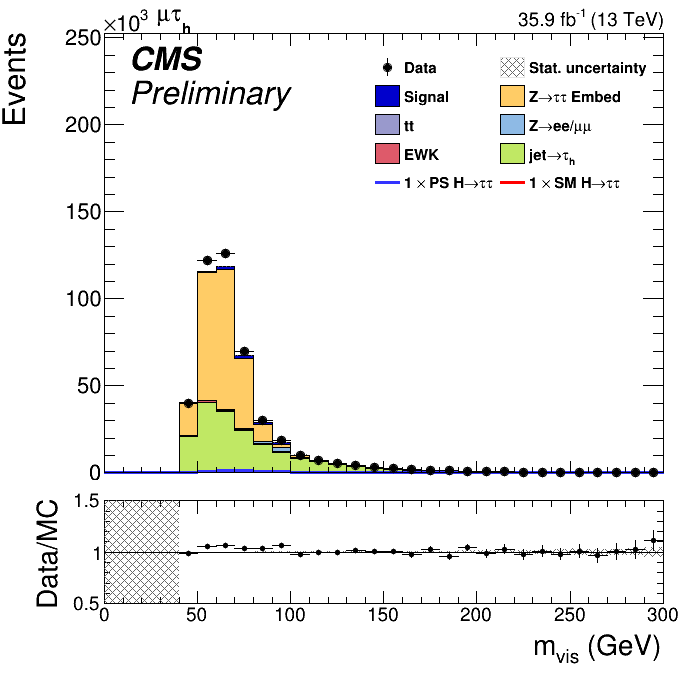 ×10³ μτh 35.9 fb⁻¹ (13 TeV)
CMS
Preliminary
Data Stat. uncertainty
Signal Z→ττ Embed
tt Z→ee/μμ
EWK jet→τh
1 × PS H→ττ 1 × SM H→ττ
Events
250
200
150
100
50
0
Data/MC
1.5
1
0.5
0 50 100 150 200 250 300
mvis (GeV)